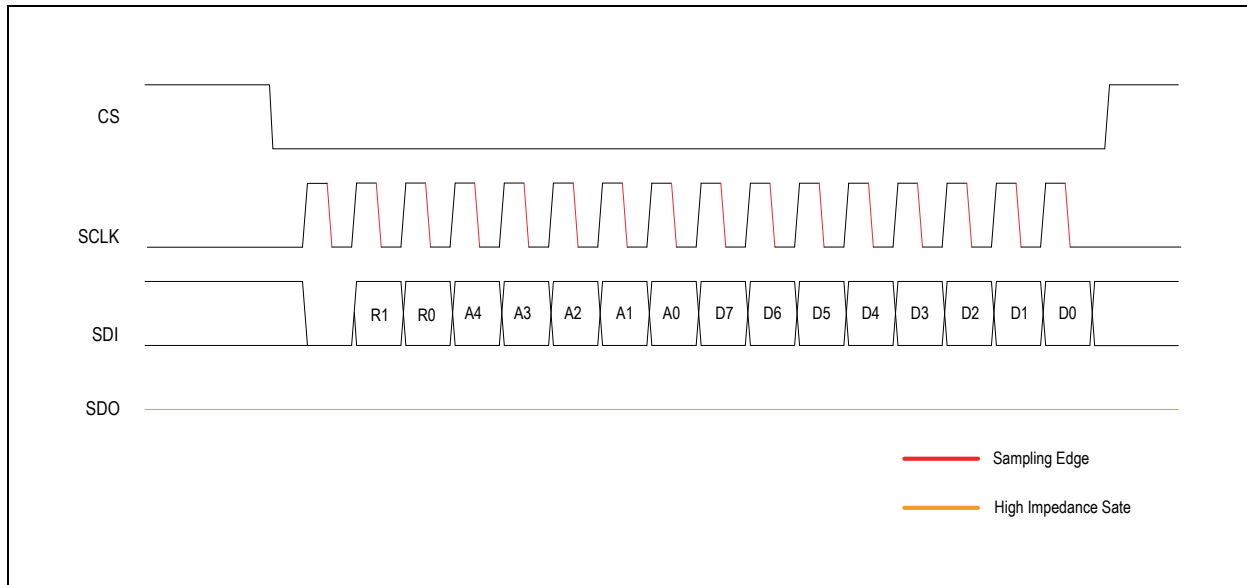 CS
SCLK
SDI
R1 R0 A4 A3 A2 A1 A0 D7 D6 D5 D4 D3 D2 D1 D0
SDO
Sampling Edge
High Impedance Sate